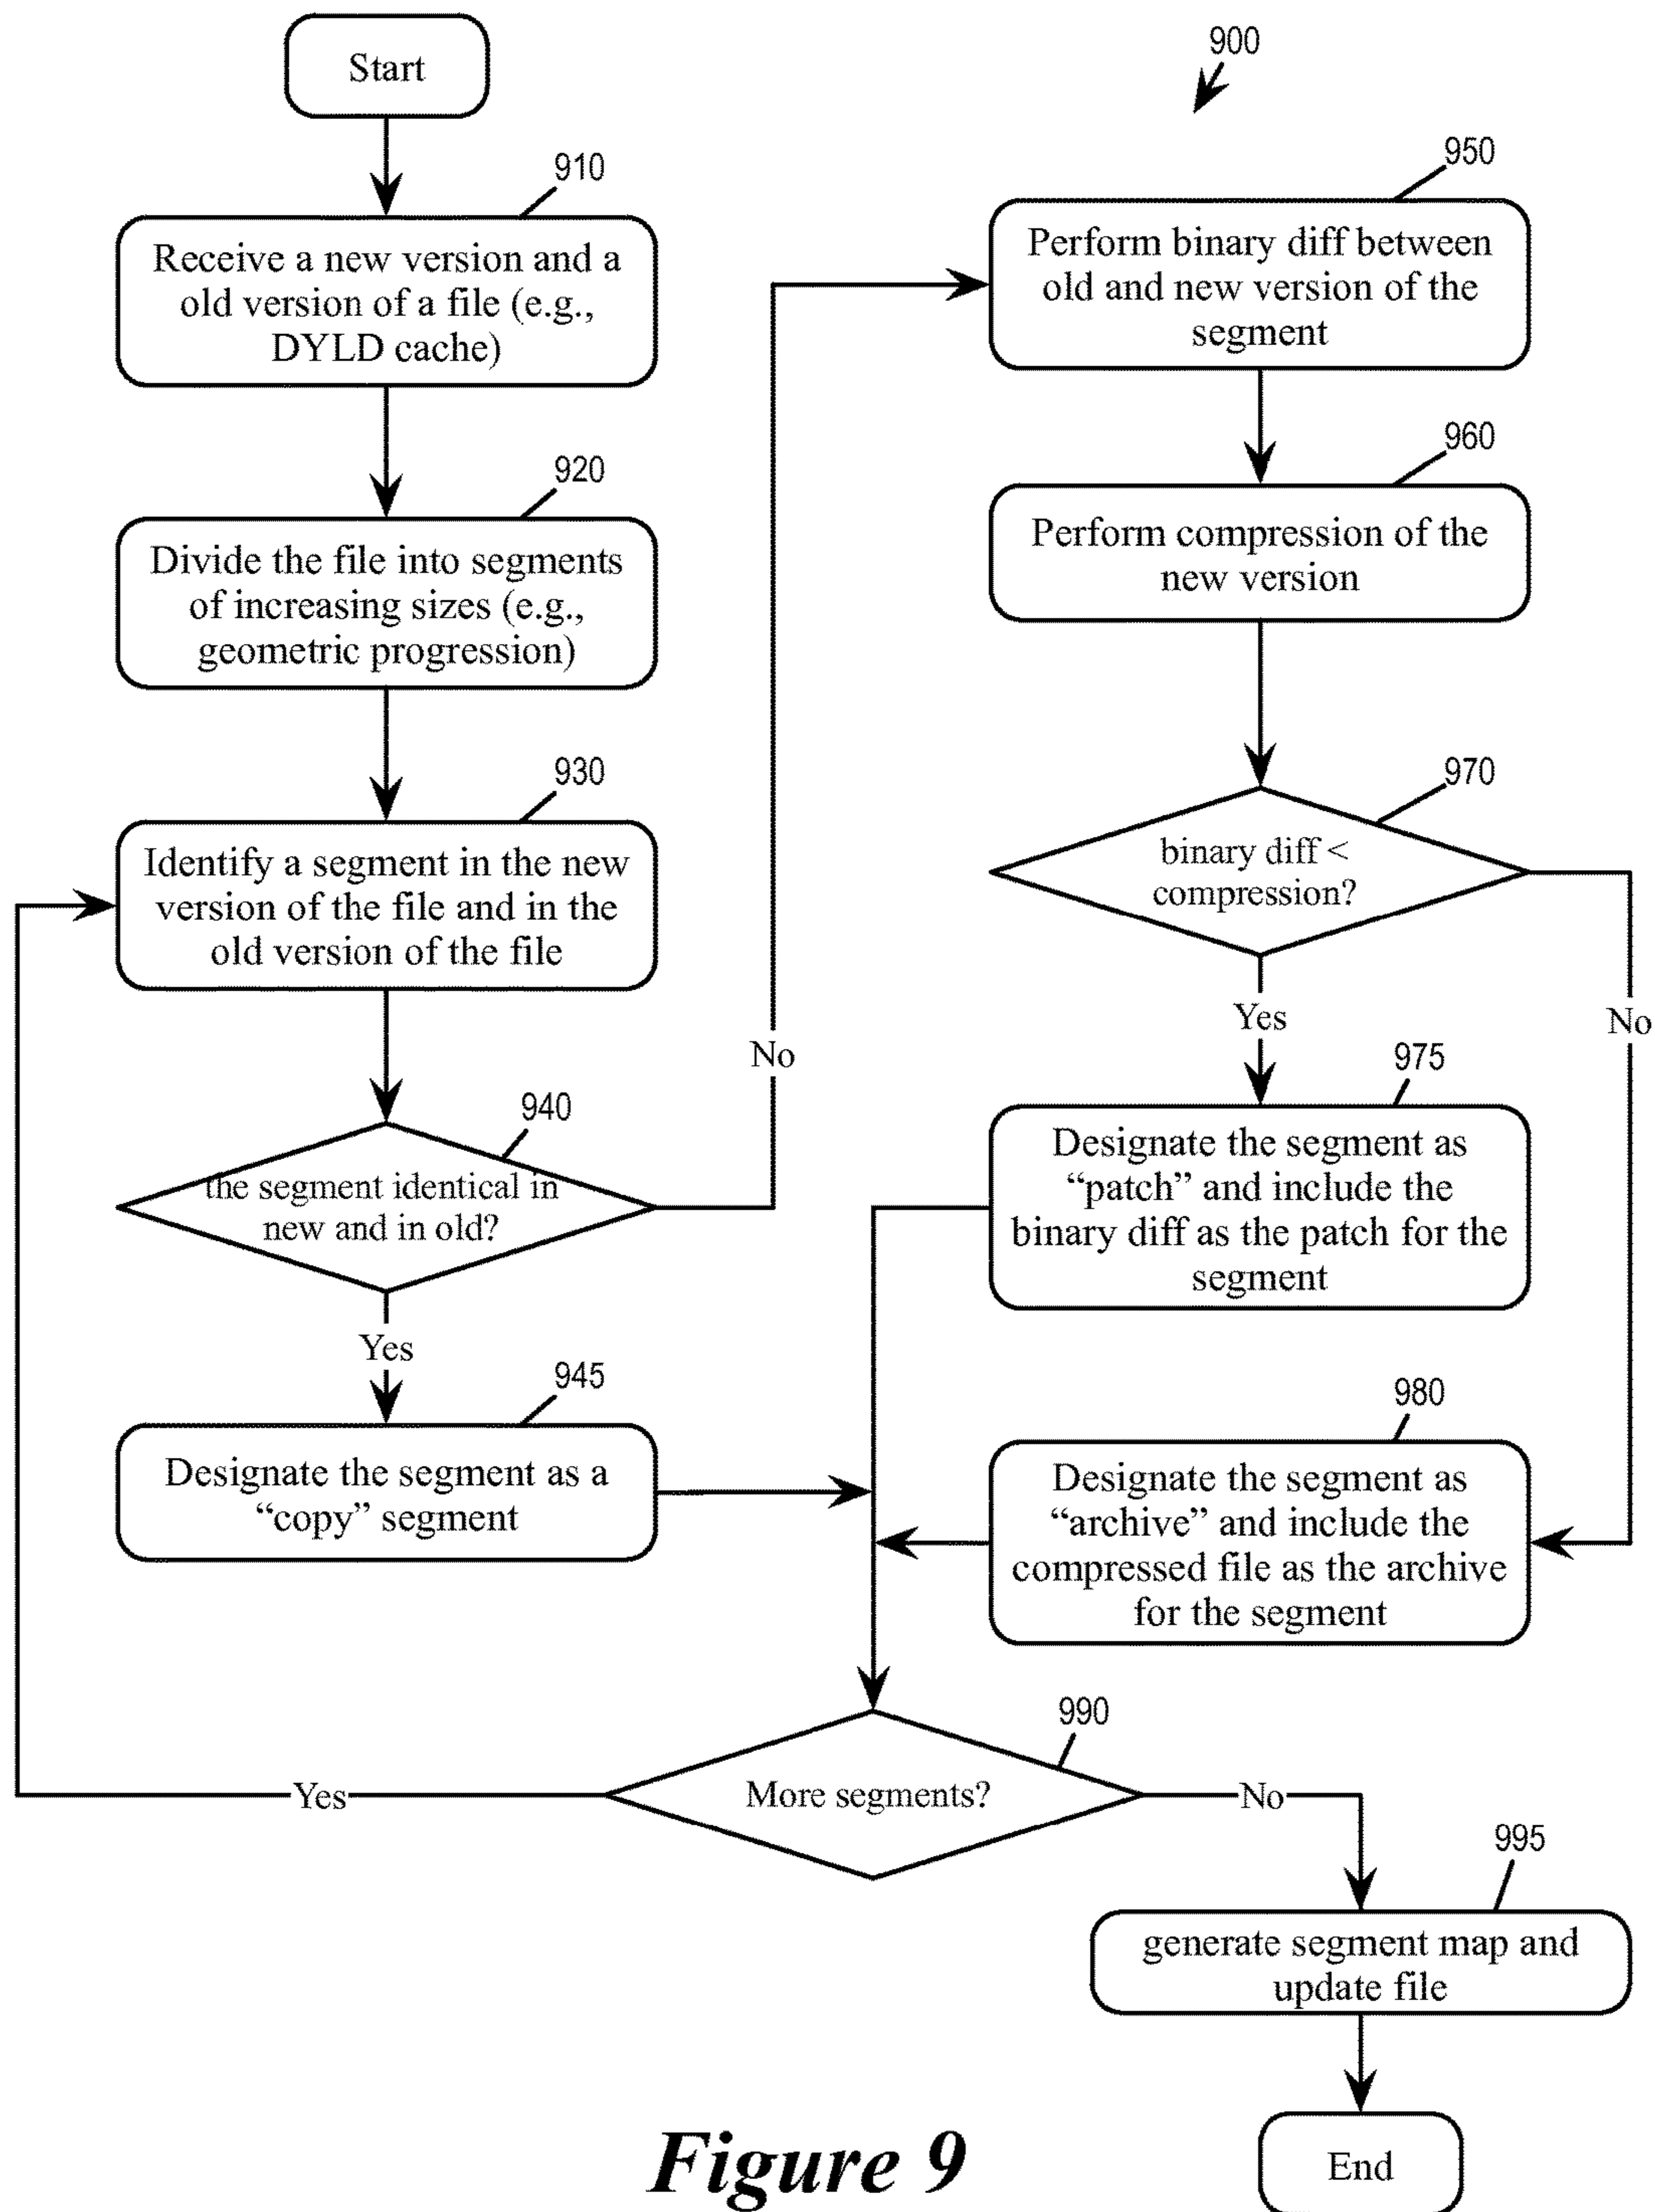 Start
900
910
Receive a new version and a
old version of a file (e.g.,
DYLD cache)
920
Divide the file into segments
of increasing sizes (e.g.,
geometric progression)
930
Identify a segment in the new
version of the file and in the
old version of the file
940
the segment identical in
new and in old?
No
Yes
945
Designate the segment as a
“copy” segment
950
Perform binary diff between
old and new version of the
segment
960
Perform compression of the
new version
970
binary diff <
compression?
Yes
No
975
Designate the segment as
“patch” and include the
binary diff as the patch for the
segment
980
Designate the segment as
“archive” and include the
compressed file as the archive
for the segment
990
More segments?
Yes
No
995
generate segment map and
update file
End
Figure 9